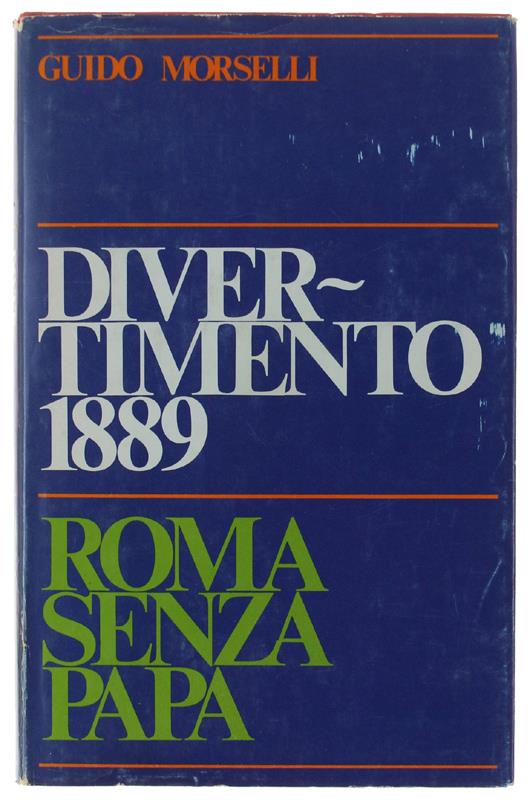 GUIDO MORSELLI
DIVER~
TIMENTO
1889
ROMA
SENZA
PAPA